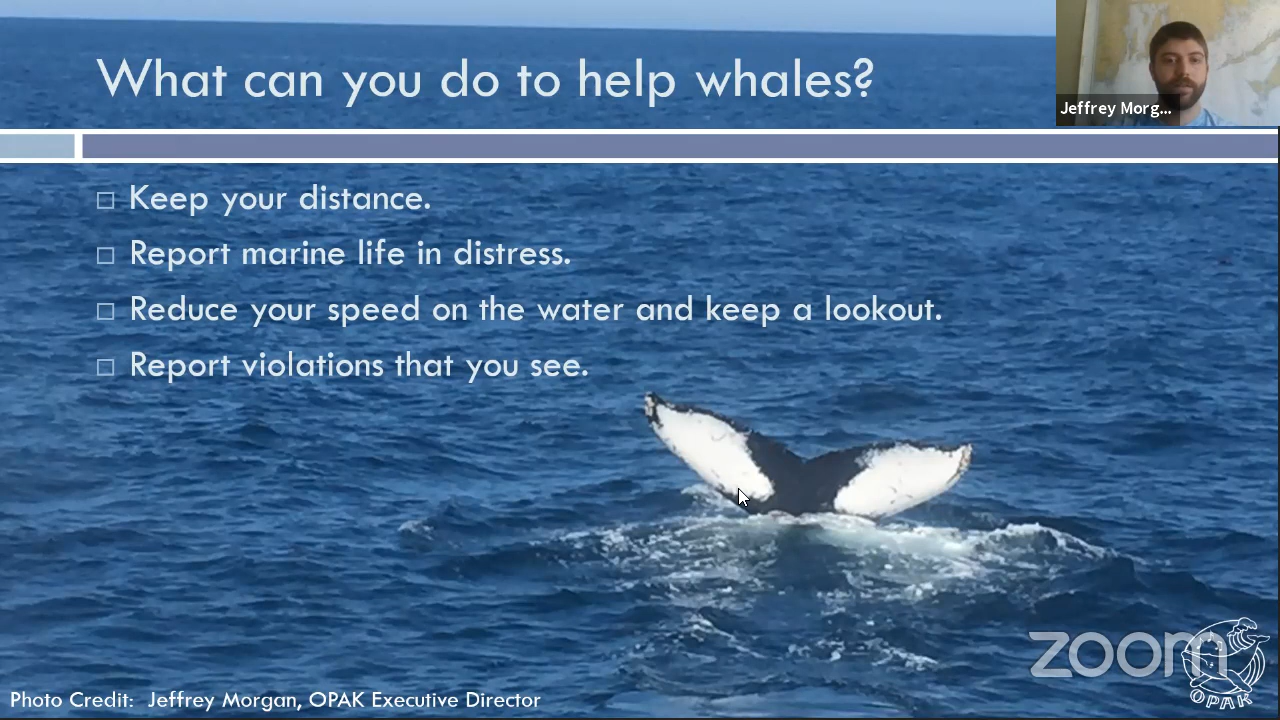 What can you do to help whales?
Jeffrey Morg...
Keep your distance.
Report marine life in distress.
Reduce your speed on the water and keep a lookout.
Report violations that you see.
zoom
OPAK
Photo Credit:  Jeffrey Morgan, OPAK Executive Director